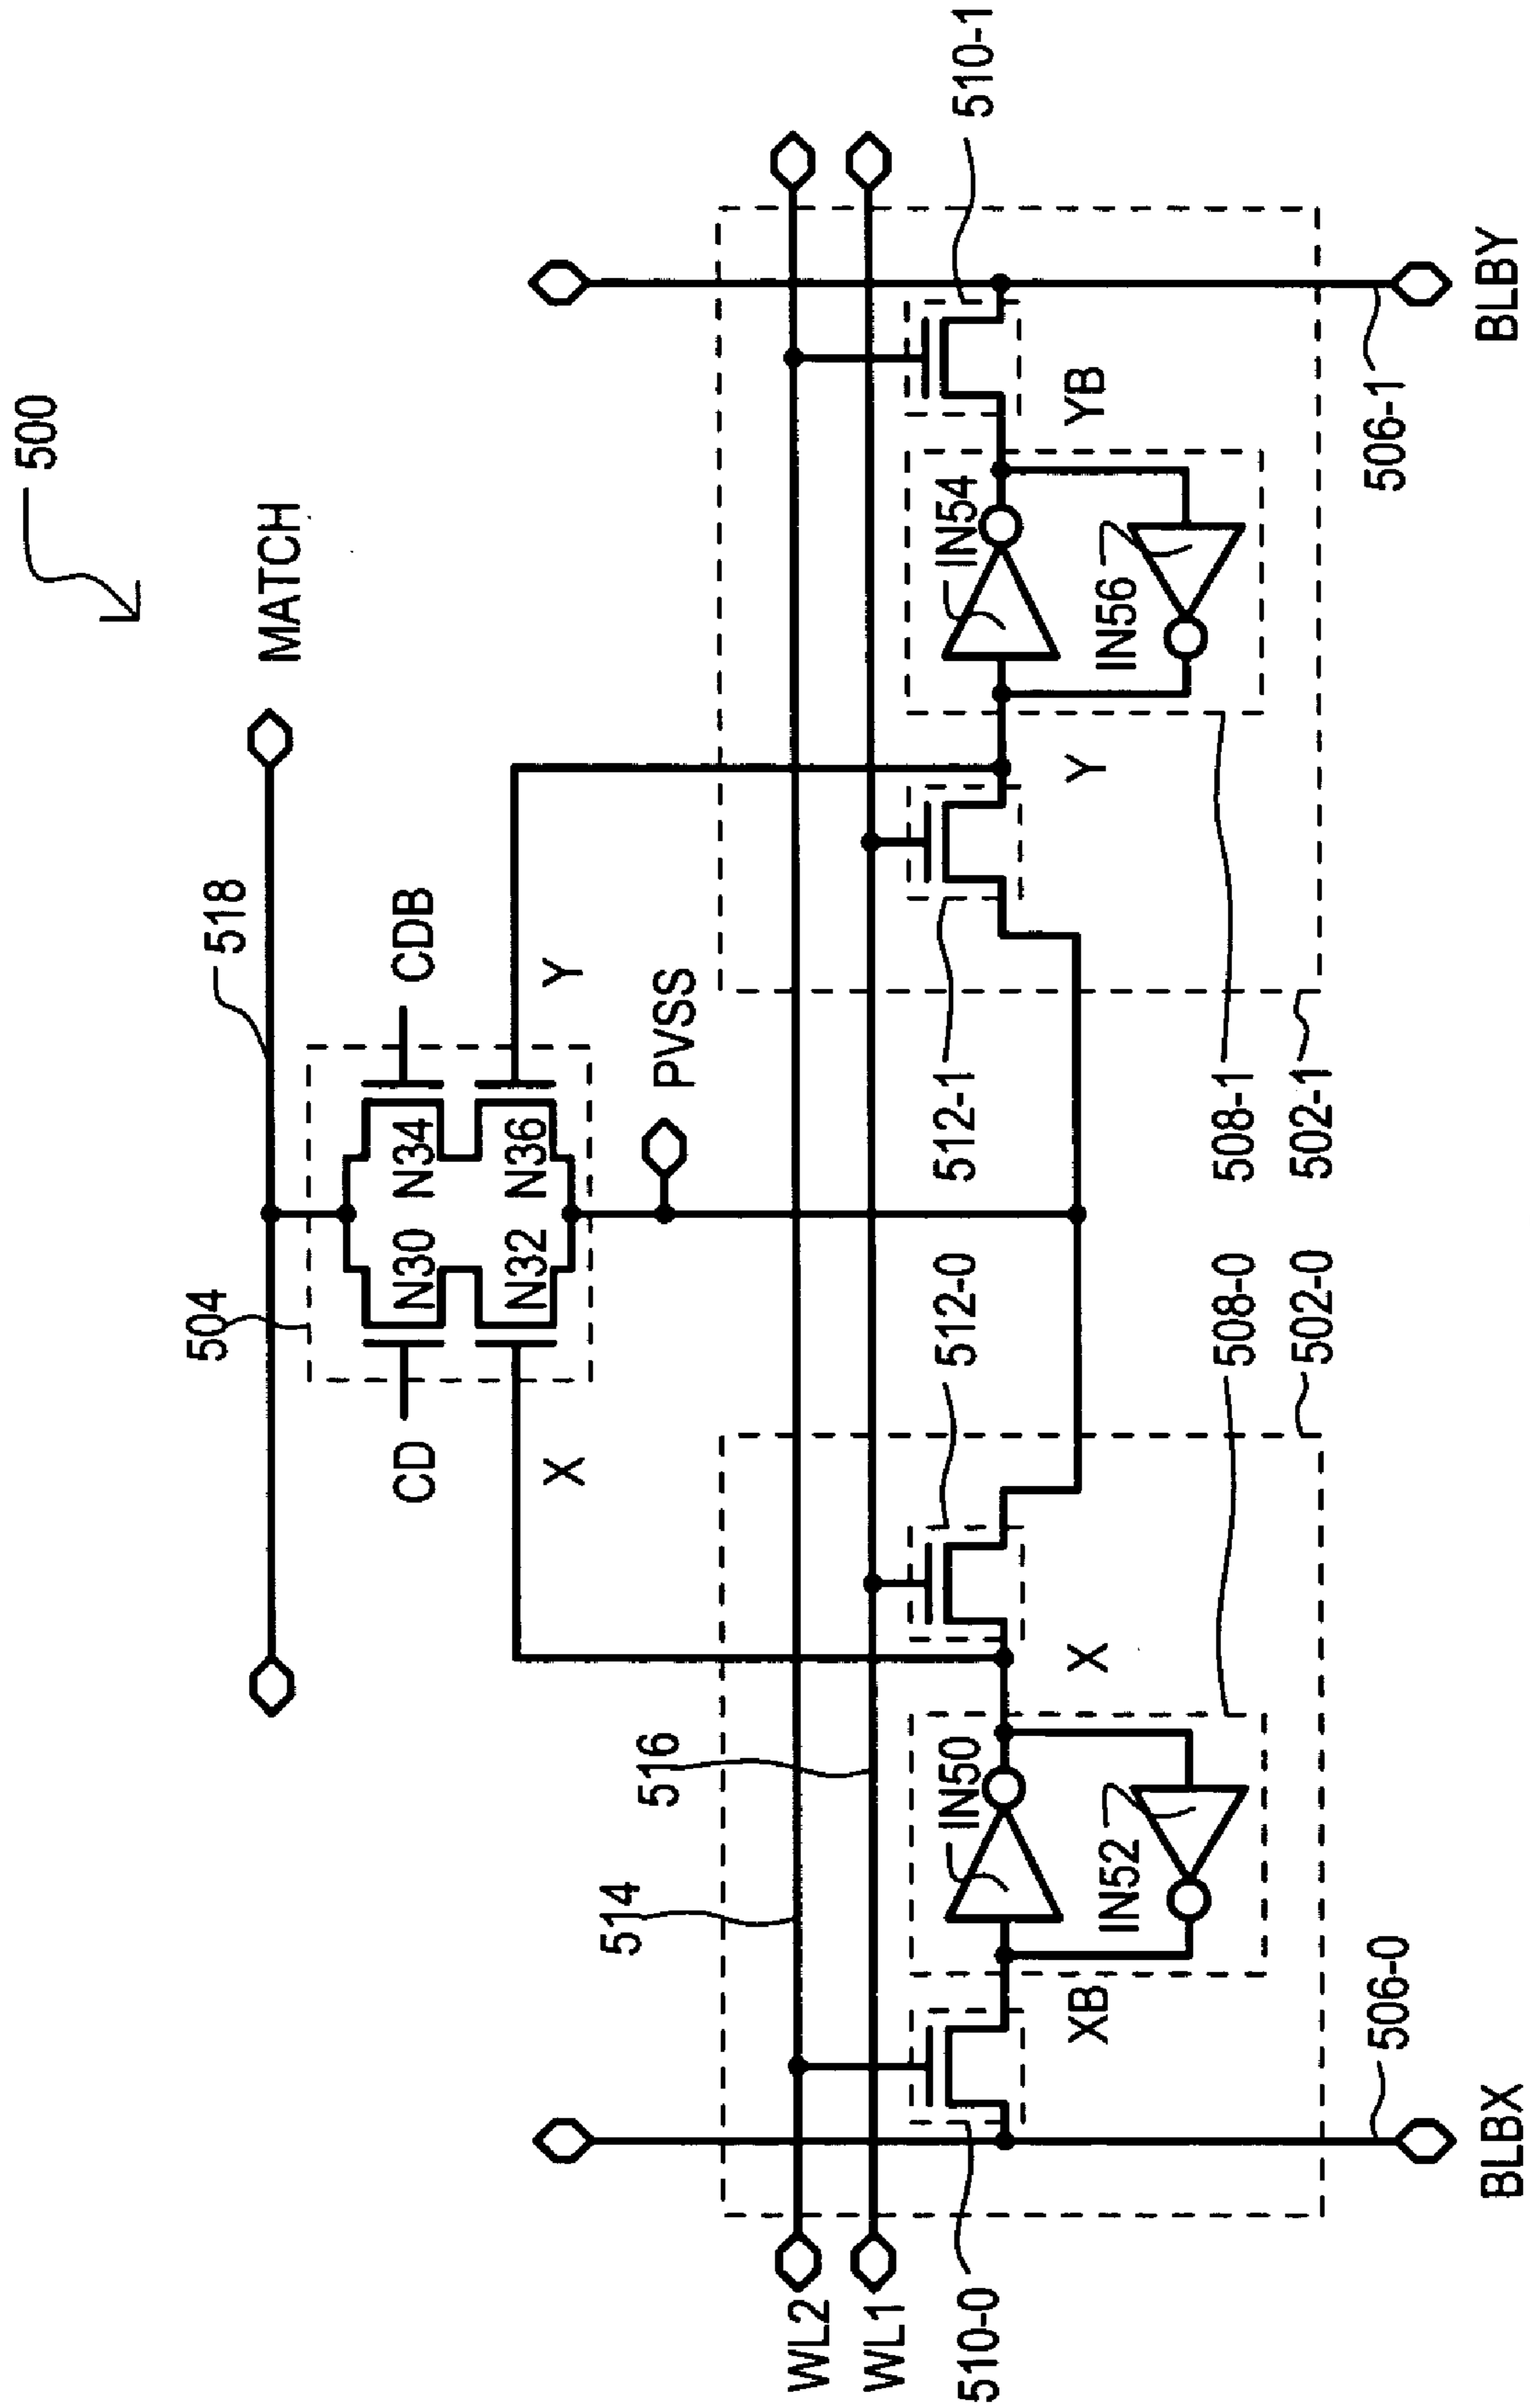 500
MATCH
518
504
CD
CDB
N30
N34
N32
N36
X
Y
PVSS
514
516
WL2
WL1
510-0
512-0
512-1
510-1
IN50
IN54
XB
X
Y
YB
IN52
IN56
508-0
508-1
502-0
502-1
506-0
506-1
BLBX
BLBY